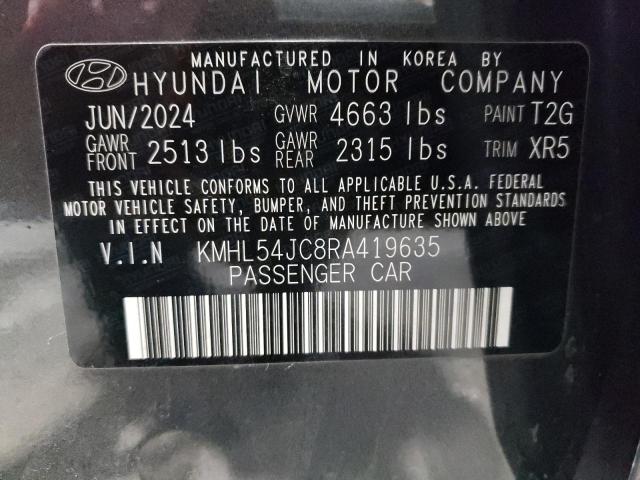 MANUFACTURED IN KOREA BY
HYUNDAI MOTOR COMPANY
JUN/2024 GVWR 4663 lbs PAINT T2G
GAWR FRONT 2513 lbs GAWR REAR 2315 lbs TRIM XR5
THIS VEHICLE CONFORMS TO ALL APPLICABLE U.S.A. FEDERAL
MOTOR VEHICLE SAFETY, BUMPER, AND THEFT PREVENTION STANDARDS
IN EFFECT ON THE DATE OF MANUFACTURE SHOWN ABOVE.
V.I.N KMHL54JC8RA419635
PASSENGER CAR